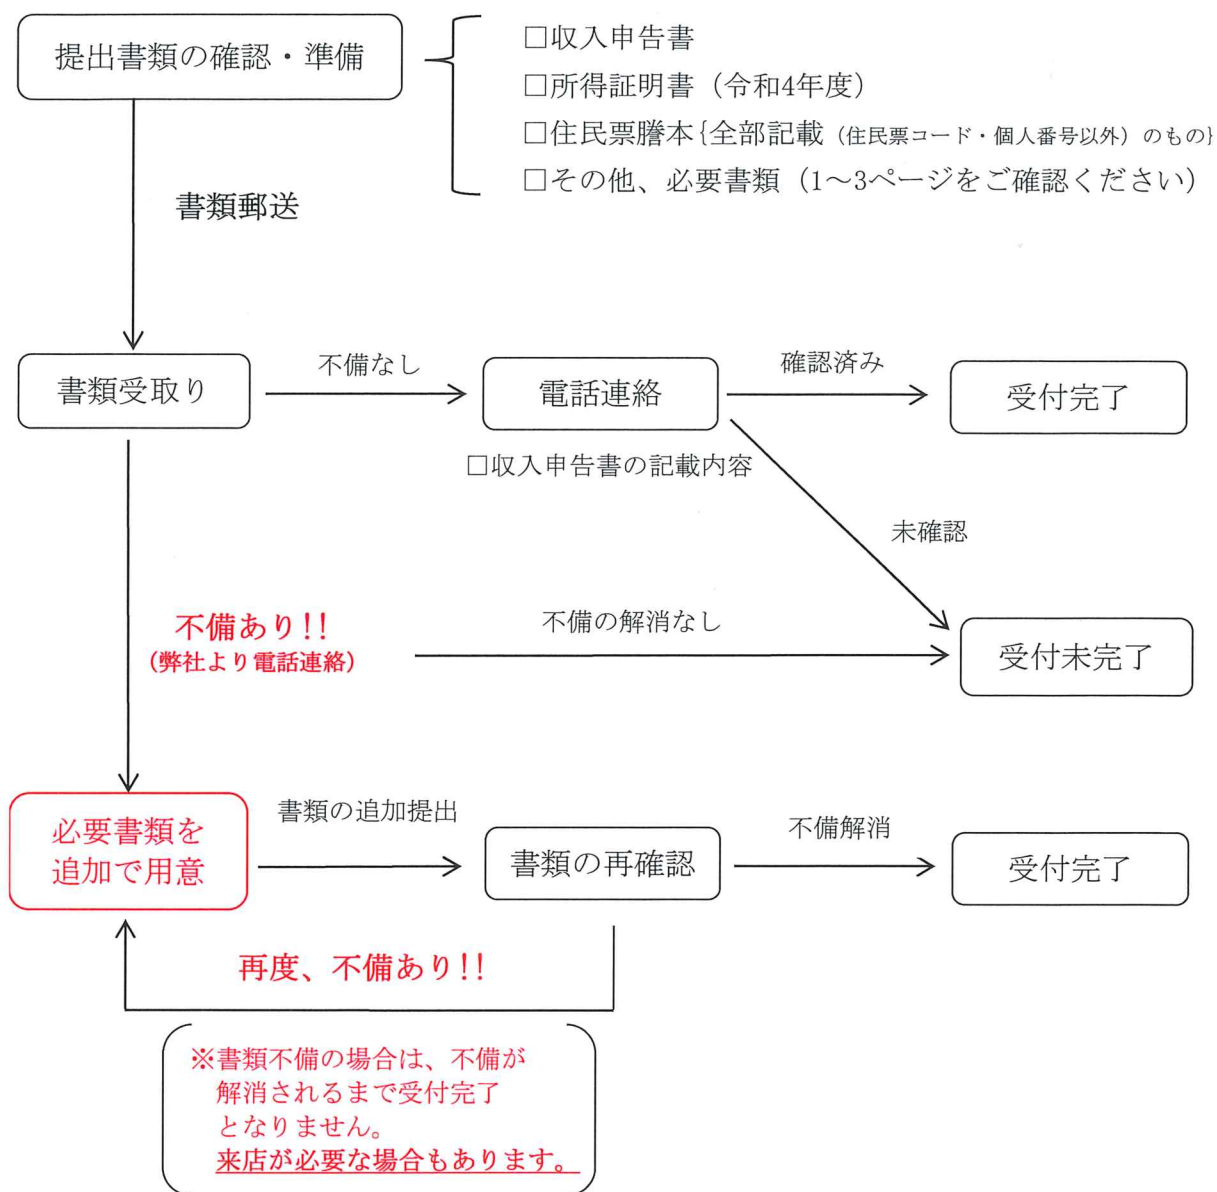 提出書類の確認・準備
□収入申告書
□所得証明書（令和4年度）
□住民票謄本{全部記載（住民票コード・個人番号以外）のもの}
□その他、必要書類（1～3ページをご確認ください）
書類郵送
書類受取り
不備なし
電話連絡
確認済み
受付完了
□収入申告書の記載内容
未確認
不備あり!!
（弊社より電話連絡）
不備の解消なし
受付未完了
必要書類を
追加で用意
書類の追加提出
書類の再確認
不備解消
受付完了
再度、不備あり!!
※書類不備の場合は、不備が
解消されるまで受付完了
となりません。
来店が必要な場合もあります。